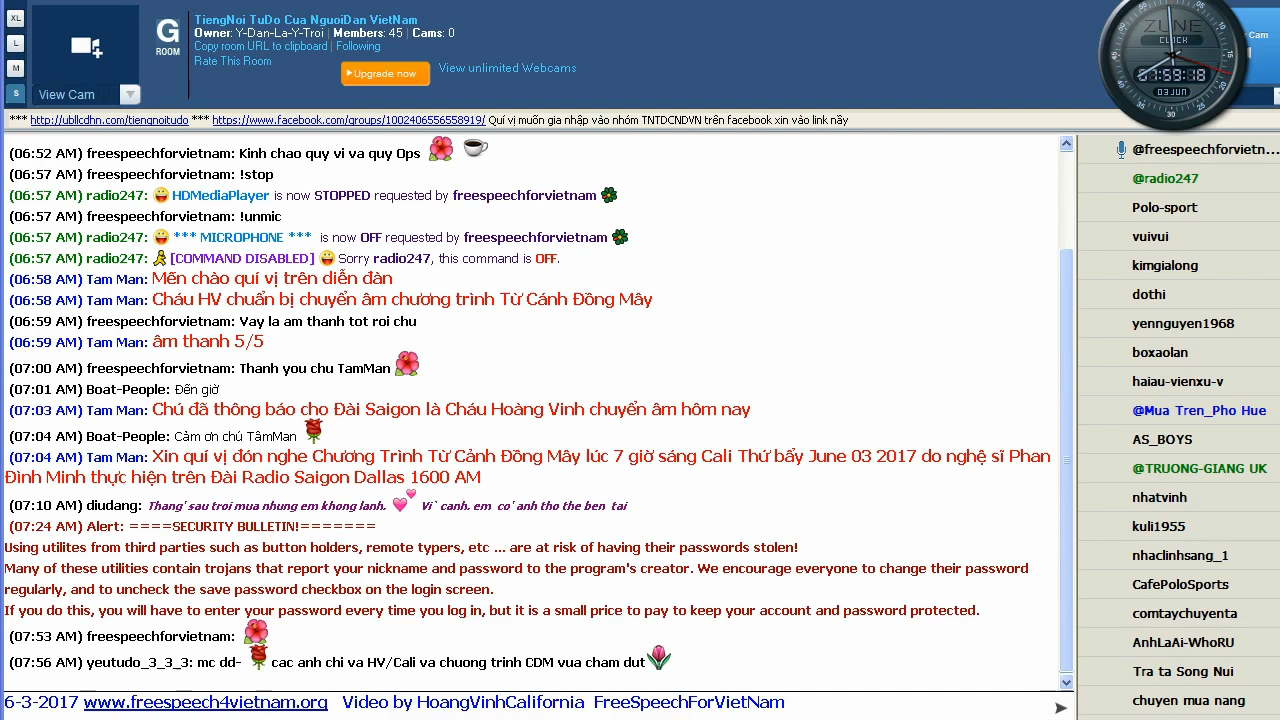 XL
L
M
S
View Cam
G
ROOM
TiengNoi TuDo Cua NguoiDan VietNam
Owner: Y-Dan-La-Y-Troi | Members: 45 | Cams: 0
Copy room URL to clipboard | Following
Rate This Room
Upgrade now
View unlimited Webcams
ZUNE
CLOCK
07:59:18
03 JUN
Cam
*** http://ubllcdhn.com/tiengnoitudo *** https://www.facebook.com/groups/1002406556558919/ Quí vị muốn gia nhập vào nhóm TNTDCNDVN trên facebook xin vào link nầy
(06:52 AM) freespeechforvietnam: Kinh chao quy vi va quy Ops
(06:57 AM) freespeechforvietnam: !stop
(06:57 AM) radio247: HDMediaPlayer is now STOPPED requested by freespeechforvietnam
(06:57 AM) freespeechforvietnam: !unmic
(06:57 AM) radio247: *** MICROPHONE *** is now OFF requested by freespeechforvietnam
(06:57 AM) radio247: [COMMAND DISABLED] Sorry radio247, this command is OFF.
(06:58 AM) Tam Man: Mến chào quí vị trên diễn đàn
(06:58 AM) Tam Man: Cháu HV chuẩn bị chuyển âm chương trình Từ Cánh Đồng Mây
(06:59 AM) freespeechforvietnam: Vay la am thanh tot roi chu
(06:59 AM) Tam Man: âm thanh 5/5
(07:00 AM) freespeechforvietnam: Thank you chu TamMan
(07:01 AM) Boat-People: Đến giờ
(07:03 AM) Tam Man: Chú đã thông báo cho Đài Saigon là Cháu Hoàng Vinh chuyển âm hôm nay
(07:04 AM) Boat-People: Cảm ơn chú TâmMan
(07:04 AM) Tam Man: Xin quí vị đón nghe Chương Trình Từ Cảnh Đồng Mây lúc 7 giờ sáng Cali Thứ bẩy June 03 2017 do nghệ sĩ Phan
Đình Minh thực hiện trên Đài Radio Saigon Dallas 1600 AM
(07:10 AM) diudang: Thang' sau troi mua nhung em khong lanh. Vi` canh. em co' anh tho the ben tai
(07:24 AM) Alert: ====SECURITY BULLETIN!=======
Using utilites from third parties such as button holders, remote typers, etc ... are at risk of having their passwords stolen!
Many of these utilities contain trojans that report your nickname and password to the program's creator. We encourage everyone to change their password
regularly, and to uncheck the save password checkbox on the login screen.
If you do this, you will have to enter your password every time you log in, but it is a small price to pay to keep your account and password protected.
(07:53 AM) freespeechforvietnam:
(07:56 AM) yeutudo_3_3_3: mc dd- cac anh chi va HV/Cali va chuong trinh CDM vua cham dut
6-3-2017 www.freespeech4vietnam.org Video by HoangVinhCalifornia FreeSpeechForVietNam
@freespeechforvietn...
@radio247
Polo-sport
vuivui
kimgialong
dothi
yennguyen1968
boxaolan
haiau-vienxu-v
@Mua Tren_Pho Hue
AS_BOYS
@TRUONG-GIANG UK
nhatvinh
kuli1955
nhaclinhsang_1
CafePoloSports
comtaychuyenta
AnhLaAi-WhoRU
Tra ta Song Nui
chuyen mua nang